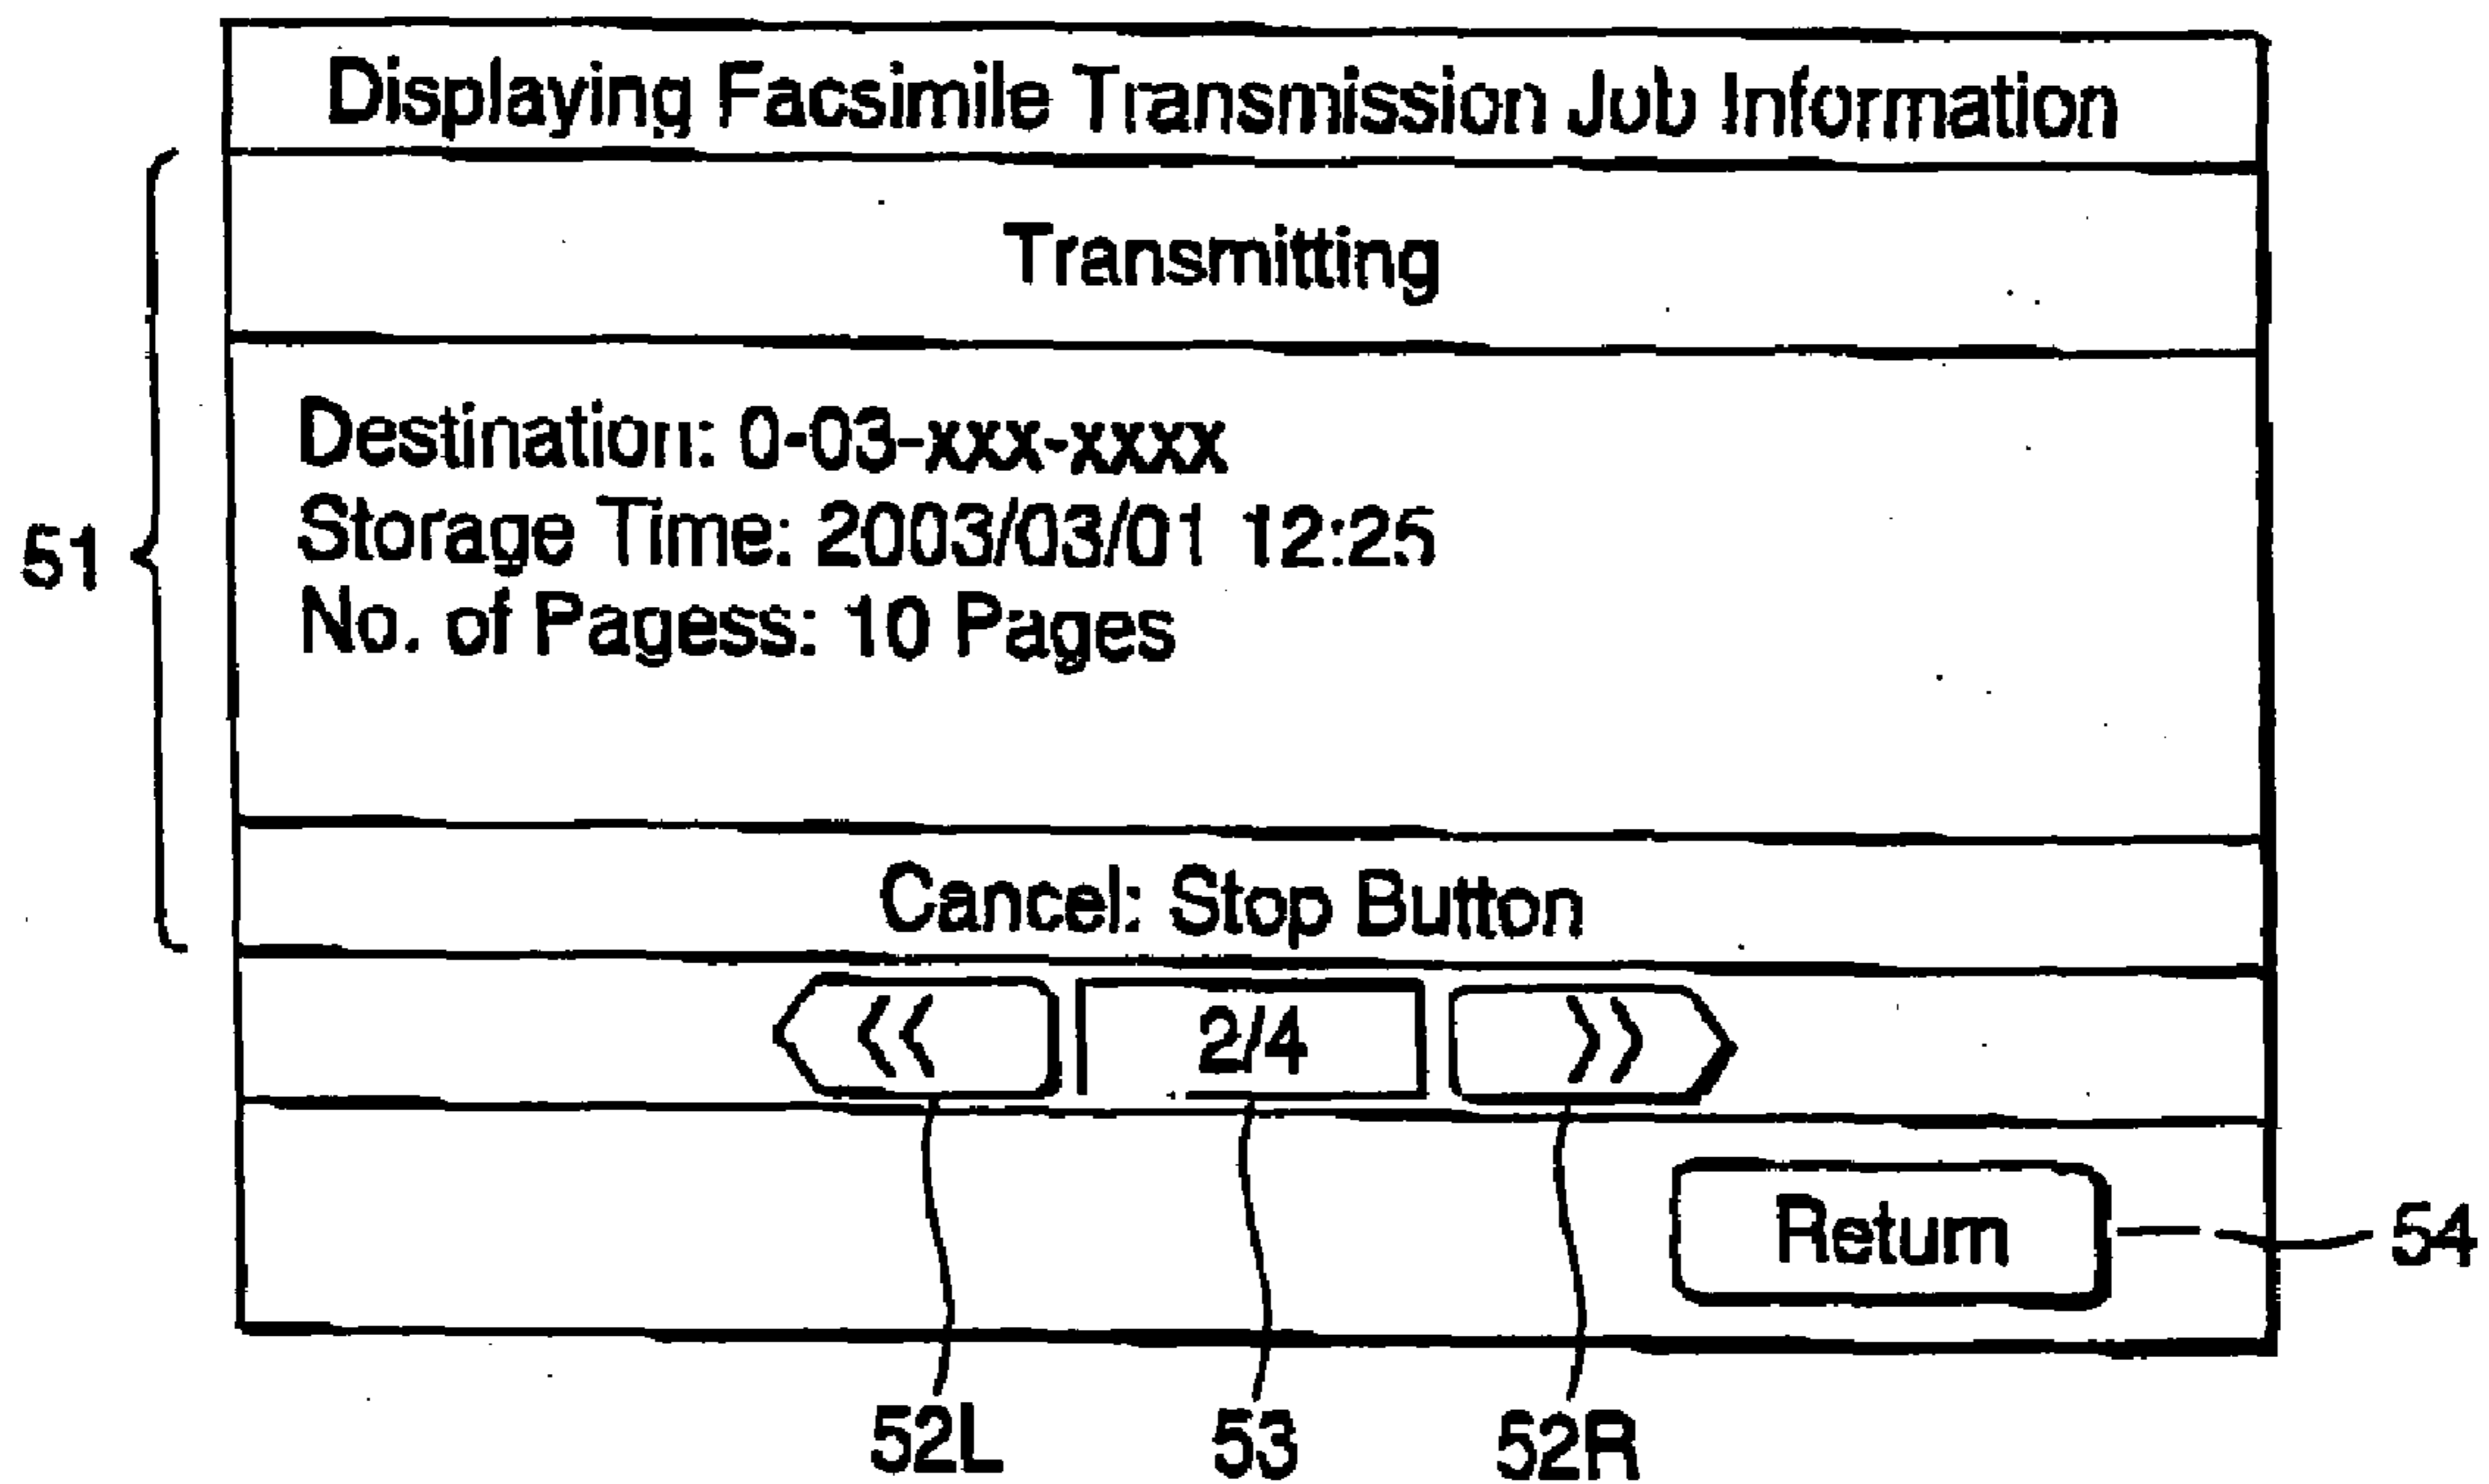 Displaying Facsimile Transmission Job Information
Transmitting
51
Destination: 0-03-xxx-xxxx
Storage Time: 2003/03/01 12:25
No. of Pagess: 10 Pages
Cancel: Stop Button
《 2/4 》
Return 54
52L 53 52R